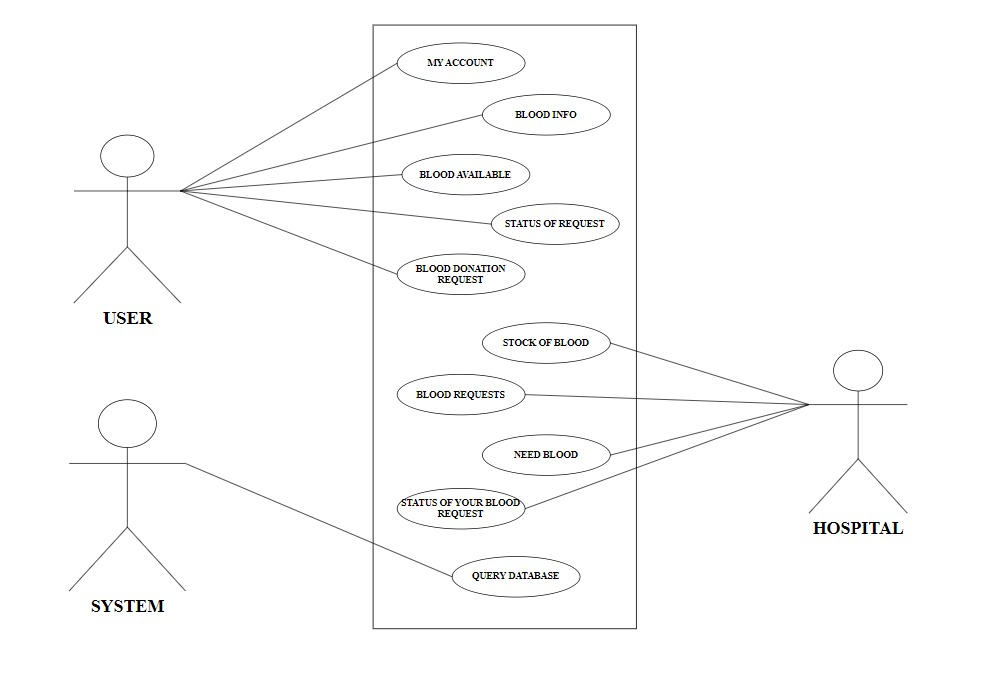 MY ACCOUNT
BLOOD INFO
BLOOD AVAILABLE
STATUS OF REQUEST
BLOOD DONATION
REQUEST
USER
STOCK OF BLOOD
BLOOD REQUESTS
NEED BLOOD
STATUS OF YOUR BLOOD
REQUEST
HOSPITAL
QUERY DATABASE
SYSTEM